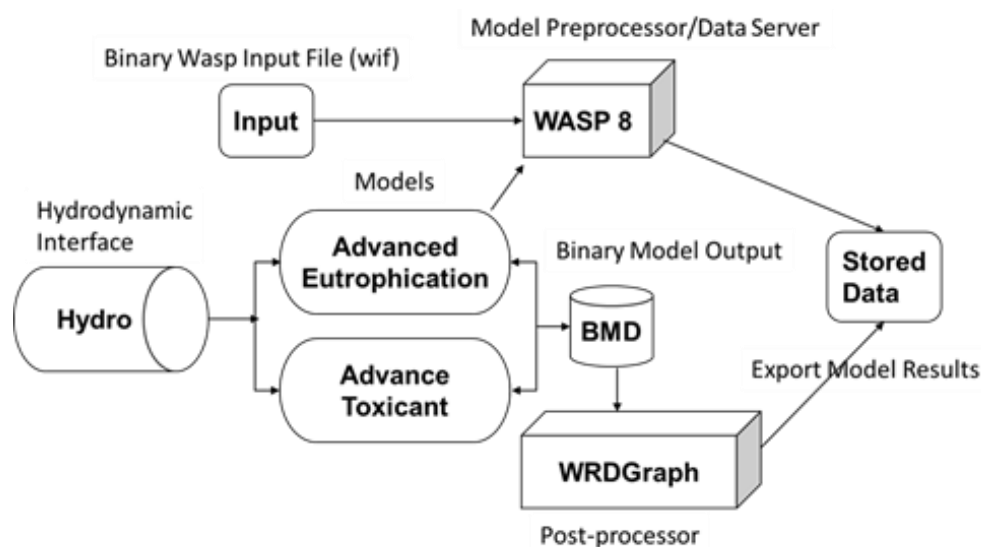 Model Preprocessor/Data Server
Binary Wasp Input File (wif)
Input
WASP 8
Models
Hydrodynamic
Interface
Hydro
Advanced
Eutrophication
Binary Model Output
BMD
Stored
Data
Advance
Toxicant
Export Model Results
WRDGraph
Post-processor